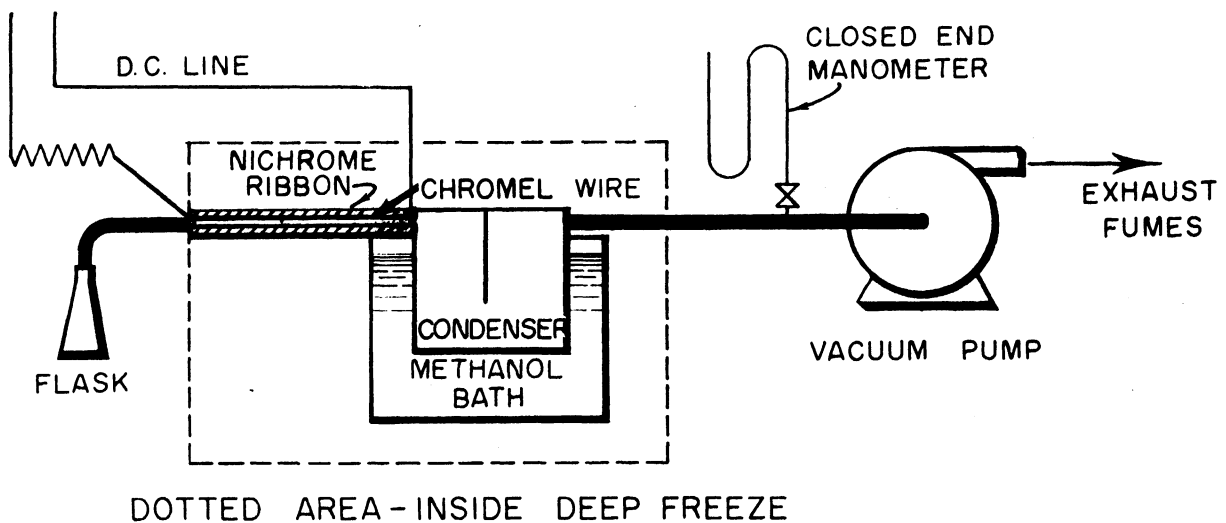 D.C. LINE
CLOSED END
MANOMETER
NICHROME
RIBBON
CHROMEL WIRE
EXHAUST
FUMES
CONDENSER
VACUUM PUMP
METHANOL
BATH
FLASK
DOTTED AREA-INSIDE DEEP FREEZE